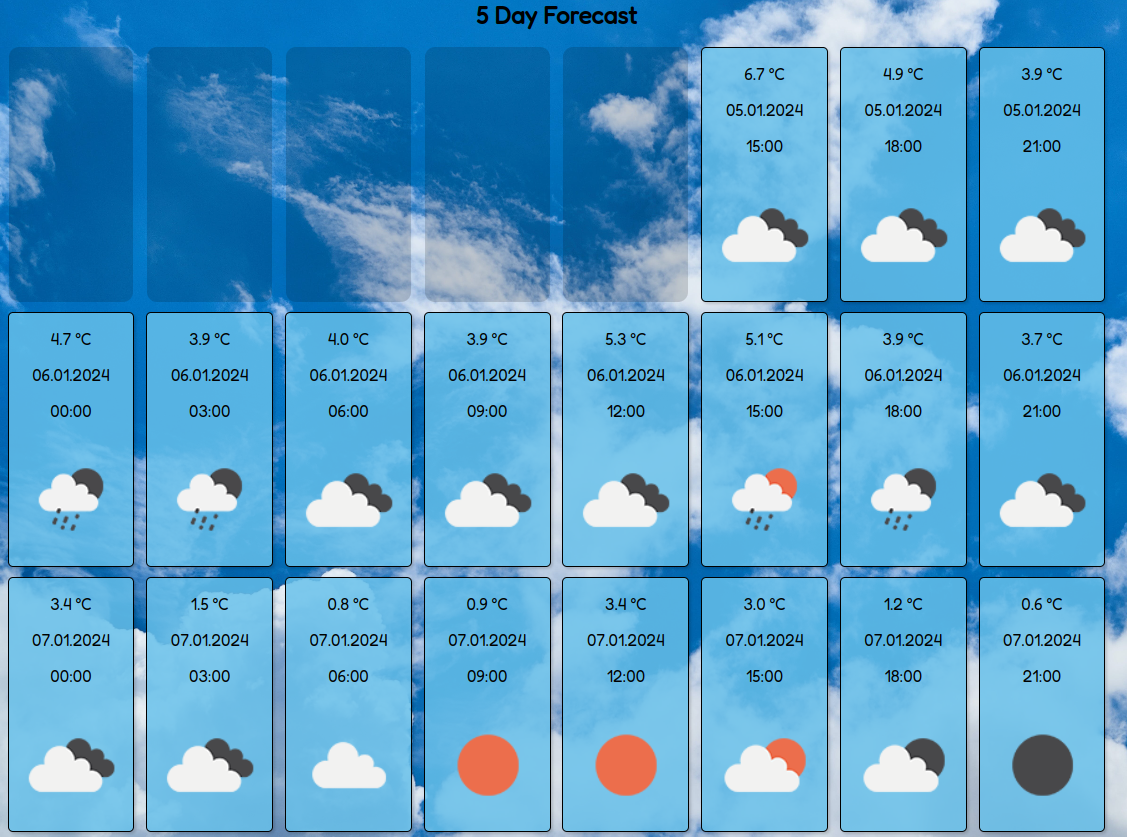 5 Day Forecast
6.7 °C
05.01.2024
15:00
4.9 °C
05.01.2024
18:00
3.9 °C
05.01.2024
21:00
4.7 °C
06.01.2024
00:00
3.9 °C
06.01.2024
03:00
4.0 °C
06.01.2024
06:00
3.9 °C
06.01.2024
09:00
5.3 °C
06.01.2024
12:00
5.1 °C
06.01.2024
15:00
3.9 °C
06.01.2024
18:00
3.7 °C
06.01.2024
21:00
3.4 °C
07.01.2024
00:00
1.5 °C
07.01.2024
03:00
0.8 °C
07.01.2024
06:00
0.9 °C
07.01.2024
09:00
3.4 °C
07.01.2024
12:00
3.0 °C
07.01.2024
15:00
1.2 °C
07.01.2024
18:00
0.6 °C
07.01.2024
21:00